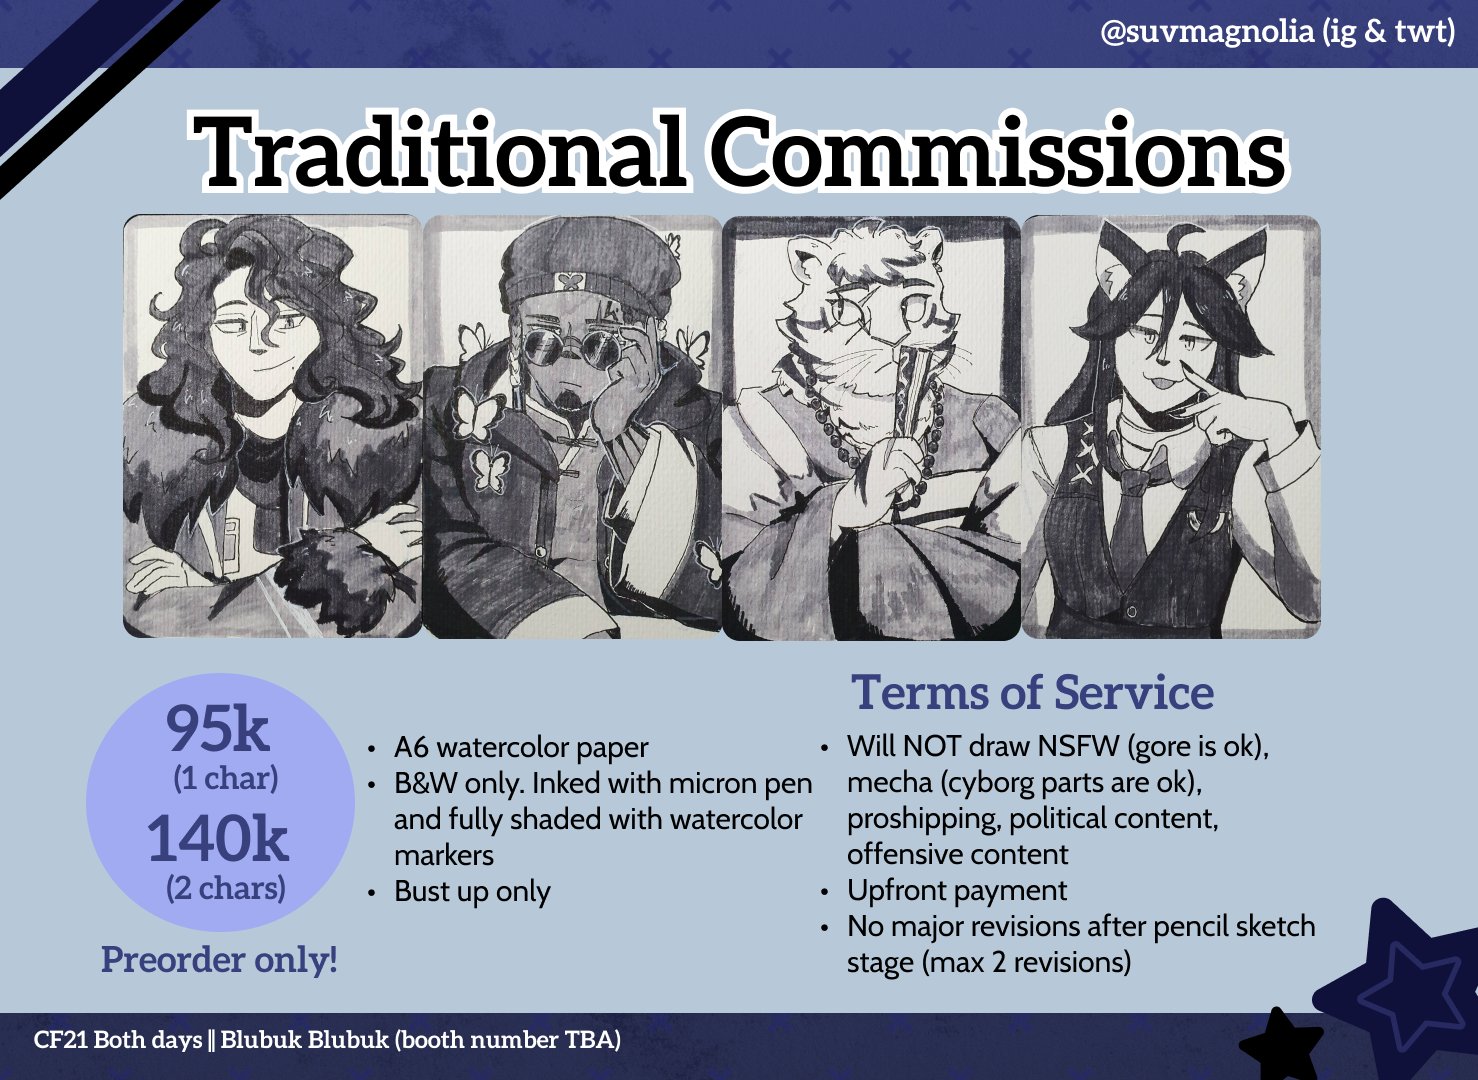 @suvmagnolia (ig & twt)
Traditional Commissions
95k
(1 char)
140k
(2 chars)
Preorder only!
• A6 watercolor paper
• B&W only. Inked with micron pen
and fully shaded with watercolor
markers
• Bust up only
Terms of Service
• Will NOT draw NSFW (gore is ok),
mecha (cyborg parts are ok),
proshipping, political content,
offensive content
• Upfront payment
• No major revisions after pencil sketch
stage (max 2 revisions)
CF21 Both days || Blubuk Blubuk (booth number TBA)